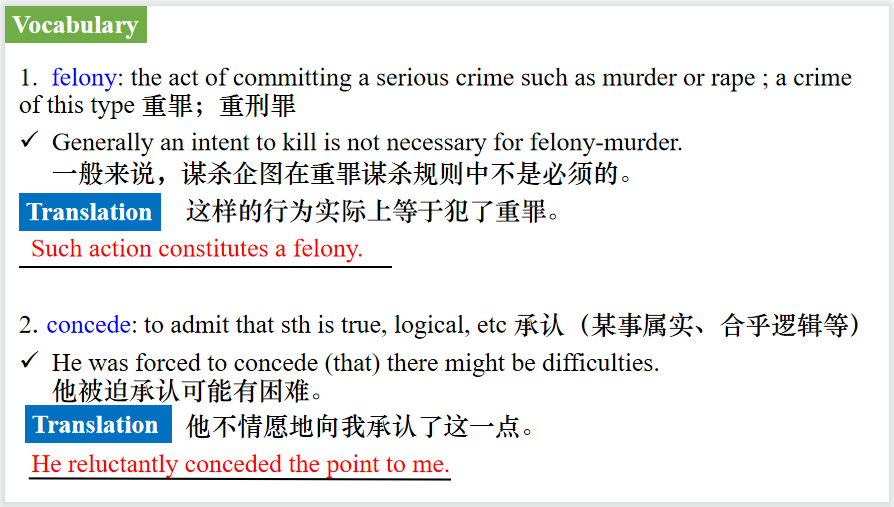 Vocabulary
1. felony: the act of committing a serious crime such as murder or rape ; a crime
of this type 重罪；重刑罪
✓ Generally an intent to kill is not necessary for felony-murder.
一般来说，谋杀企图在重罪谋杀规则中不是必须的。
Translation 这样的行为实际上等于犯了重罪。
Such action constitutes a felony.
2. concede: to admit that sth is true, logical, etc 承认（某事属实、合乎逻辑等）
✓ He was forced to concede (that) there might be difficulties.
他被迫承认可能有困难。
Translation 他不情愿地向我承认了这一点。
He reluctantly conceded the point to me.